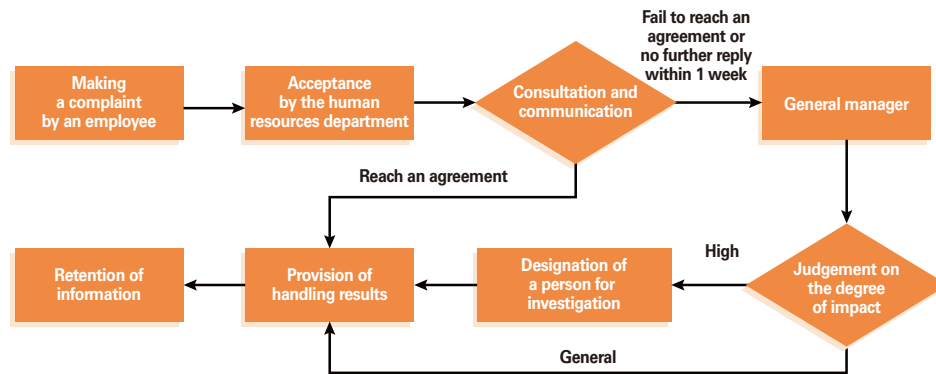 Making
a complaint
by an employee
Acceptance
by the human
resources department
Consultation and
communication
Fail to reach an
agreement or
no further reply
within 1 week
General manager
Reach an agreement
Retention of
information
Provision of
handling results
Designation of
a person for
investigation
High
Judgement on
the degree
of impact
General